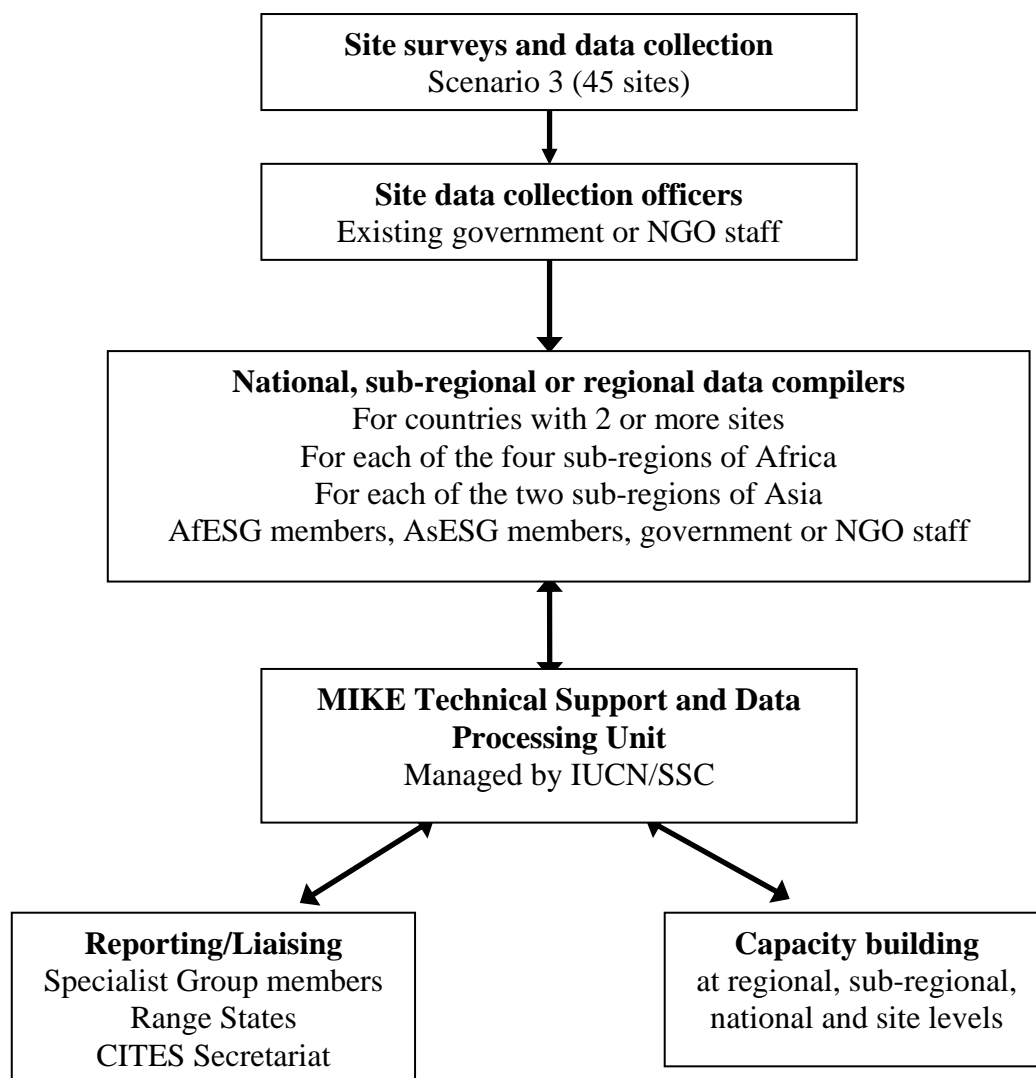 Site surveys and data collection
Scenario 3 (45 sites)
Site data collection officers
Existing government or NGO staff
National, sub-regional or regional data compilers
For countries with 2 or more sites
For each of the four sub-regions of Africa
For each of the two sub-regions of Asia
AfESG members, AsESG members, government or NGO staff
MIKE Technical Support and Data
Processing Unit
Managed by IUCN/SSC
Reporting/Liaising
Specialist Group members
Range States
CITES Secretariat
Capacity building
at regional, sub-regional,
national and site levels